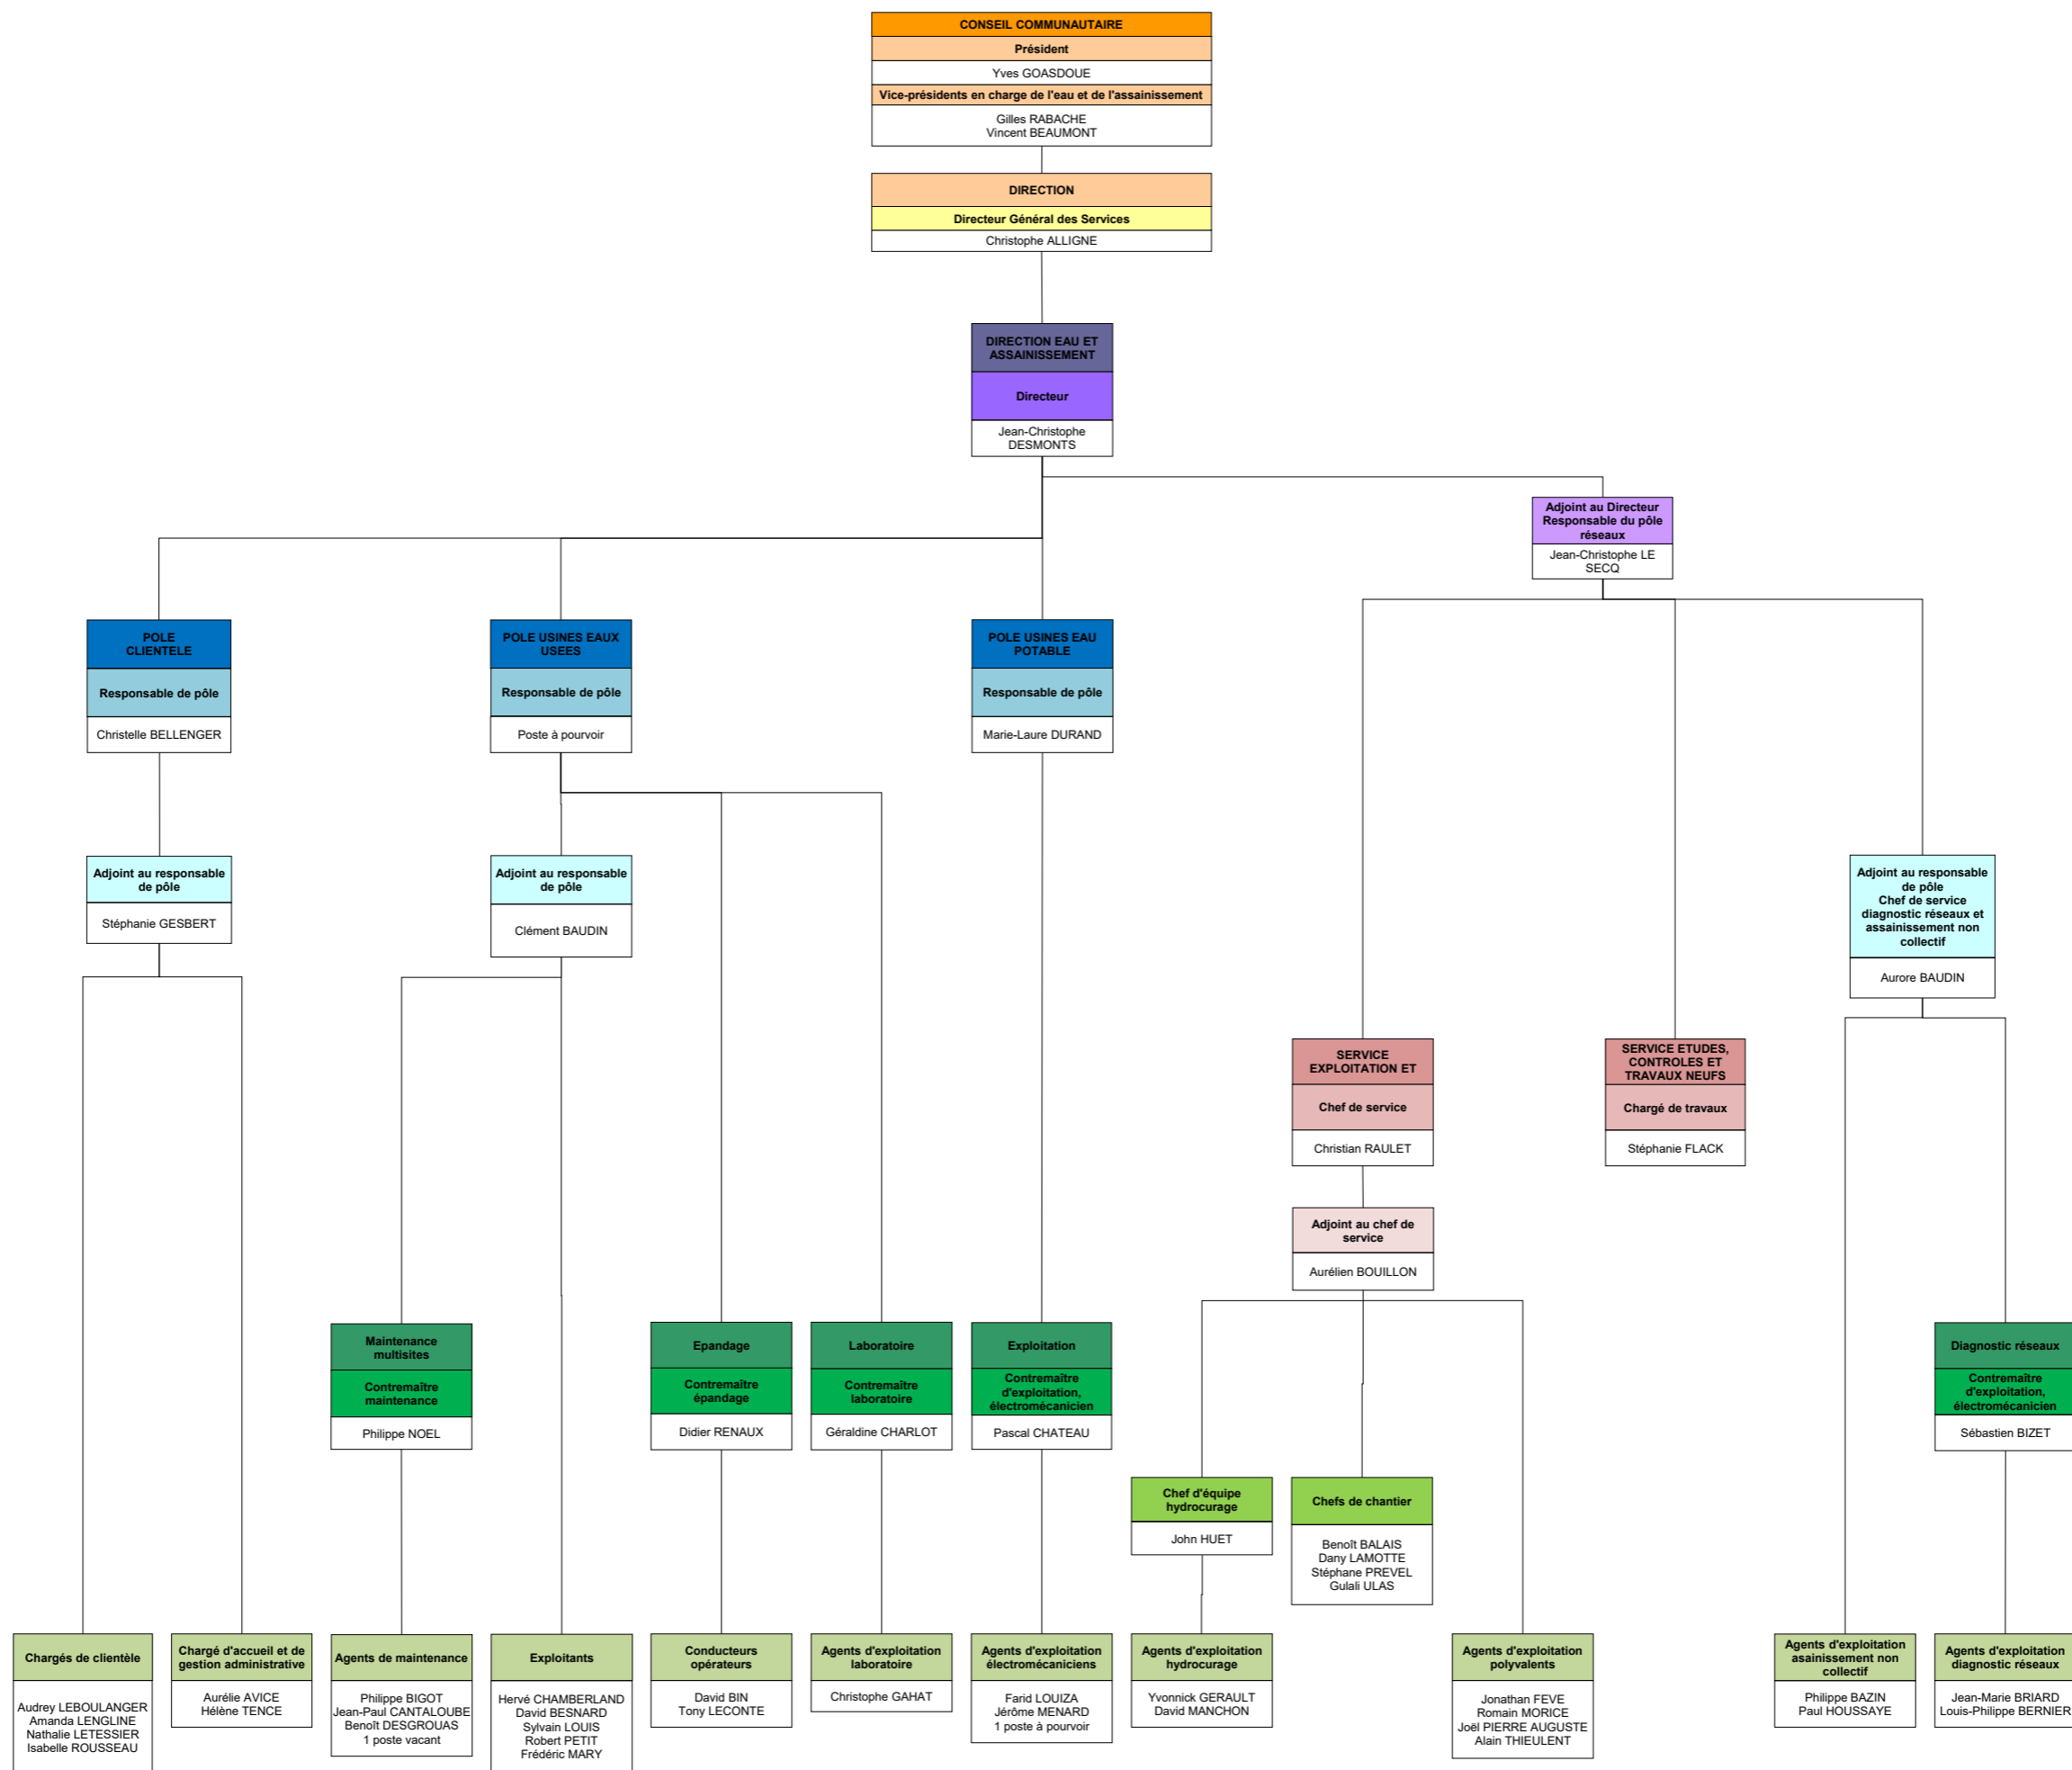 CONSEIL COMMUNAUTAIRE
Président
Yves GOASDOUE
Vice-présidents en charge de l'eau et de l'assainissement
Gilles RABACHE
Vincent BEAUMONT
DIRECTION
Directeur Général des Services
Christophe ALLIGNE
DIRECTION EAU ET
ASSAINISSEMENT
Directeur
Jean-Christophe
DESMONTS
Adjoint au Directeur
Responsable du pôle
réseaux
Jean-Christophe LE
SECQ
POLE
CLIENTELE
Responsable de pôle
Christelle BELLENGER
POLE USINES EAUX
USEES
Responsable de pôle
Poste à pourvoir
POLE USINES EAU
POTABLE
Responsable de pôle
Marie-Laure DURAND
Adjoint au responsable
de pôle
Stéphanie GESBERT
Adjoint au responsable
de pôle
Clément BAUDIN
Adjoint au responsable
de pôle
Chef de service
diagnostic réseaux et
assainissement non
collectif
Aurore BAUDIN
SERVICE
EXPLOITATION ET
Chef de service
Christian RAULET
SERVICE ETUDES,
CONTROLES ET
TRAVAUX NEUFS
Chargé de travaux
Stéphanie FLACK
Adjoint au chef de
service
Aurélien BOUILLON
Maintenance
multisites
Contremaître
maintenance
Philippe NOEL
Epandage
Contremaître
épandage
Didier RENAUX
Laboratoire
Contremaître
laboratoire
Géraldine CHARLOT
Exploitation
Contremaître
d'exploitation,
électromécanicien
Pascal CHATEAU
Diagnostic réseaux
Contremaître
d'exploitation,
électromécanicien
Sébastien BIZET
Chef d'équipe
hydrocurage
John HUET
Chefs de chantier
Benoît BALAIS
Dany LAMOTTE
Stéphane PREVEL
Gulali ULAS
Chargés de clientèle
Audrey LEBOULANGER
Amanda LENGLINE
Nathalie LETESSIER
Isabelle ROUSSEAU
Chargé d'accueil et de
gestion administrative
Aurélie AVICE
Hélène TENCE
Agents de maintenance
Philippe BIGOT
Jean-Paul CANTALOUBE
Benoît DESGROUAS
1 poste vacant
Exploitants
Hervé CHAMBERLAND
David BESNARD
Sylvain LOUIS
Robert PETIT
Frédéric MARY
Conducteurs
opérateurs
David BIN
Tony LECONTE
Agents d'exploitation
laboratoire
Christophe GAHAT
Agents d'exploitation
électromécaniciens
Farid LOUIZA
Jérôme MENARD
1 poste à pourvoir
Agents d'exploitation
hydrocurage
Yvonnick GERAULT
David MANCHON
Agents d'exploitation
polyvalents
Jonathan FEVE
Romain MORICE
Joël PIERRE AUGUSTE
Alain THIEULENT
Agents d'exploitation
asainissement non
collectif
Philippe BAZIN
Paul HOUSSAYE
Agents d'exploitation
diagnostic réseaux
Jean-Marie BRIARD
Louis-Philippe BERNIER